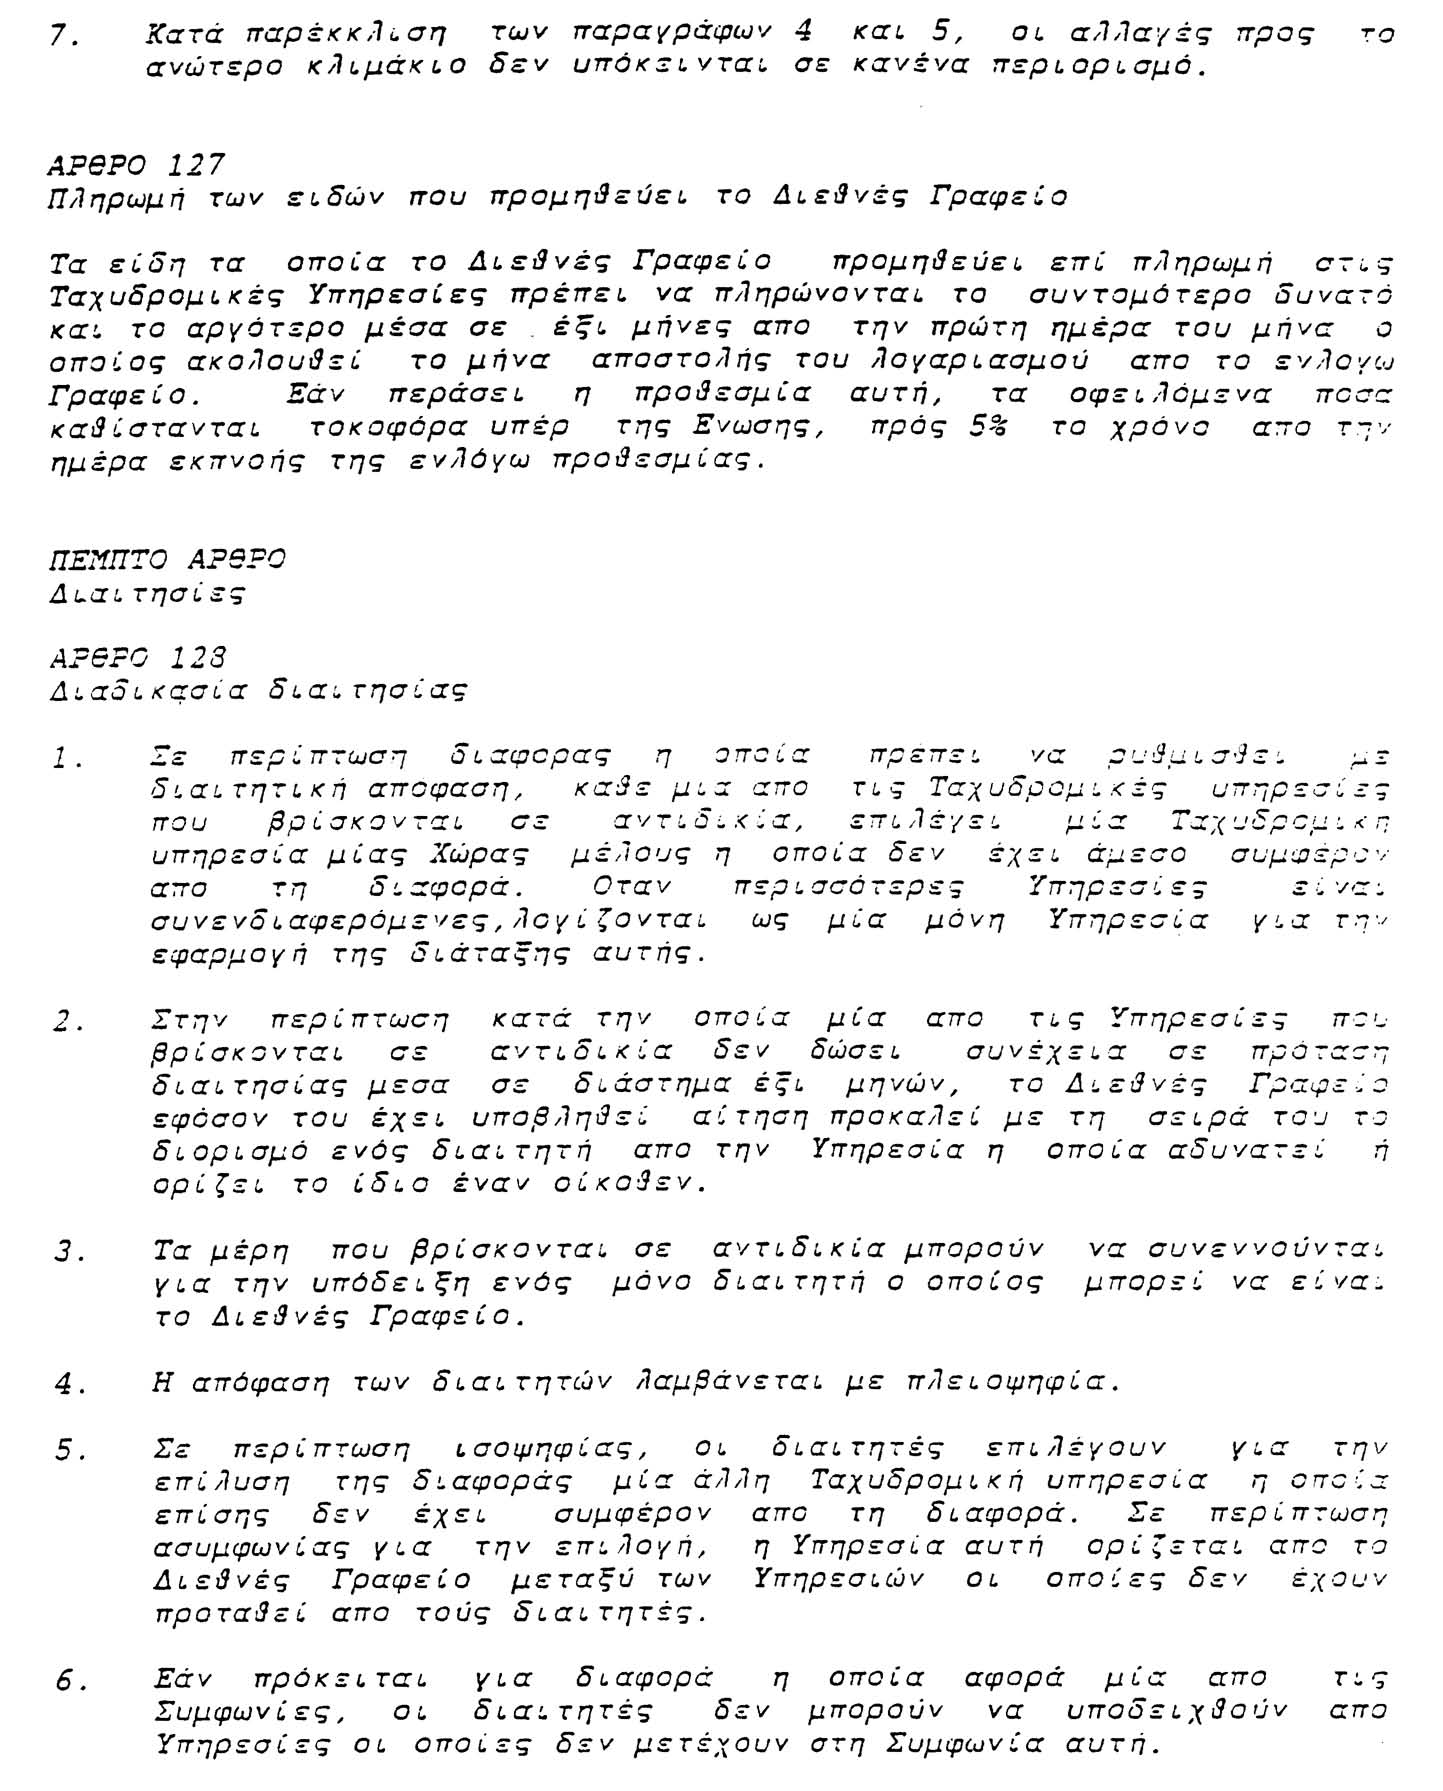 7. Κατά παρέκκλιση των παραγράφων 4 και 5, οι αλλαγές προς το
ανώτερο κλιμάκιο δεν υπόκεινται σε κανένα περιορισμό.
ΑΡΘΡΟ 127
Πληρωμή των ειδών που προμηθεύει το Διεθνές Γραφείο
Τα είδη τα οποία το Διεθνές Γραφείο προμηθεύει επί πληρωμή στις
Ταχυδρομικές Υπηρεσίες πρέπει να πληρώνονται το συντομότερο δυνατό
και το αργότερο μέσα σε έξι μήνες απο την πρώτη ημέρα του μήνα ο
οποίος ακολουθεί το μήνα αποστολής του λογαριασμού απο το ενλογω
Γραφείο. Εάν περάσει η προθεσμία αυτή, τα οφειλόμενα ποσα
καθίστανται τοκοφόρα υπέρ της Ενωσης, πρός 5% το χρόνο απο την
ημέρα εκπνοής της ενλόγω προθεσμίας.
ΠΕΜΠΤΟ ΑΡΘΡΟ
Διαιτησίες
ΑΡΘΡΟ 128
Διαδικασία διαιτησίας
1. Σε περίπτωση διαφορας η οποία πρέπει να ρυθμισθει με
διαιτητική απόφαση, καθε μια απο τις Ταχυδρομικές υπηρεσίες
που βρίσκονται σε αντιδικία, επιλέγει μία Ταχυδρομικη
υπηρεσία μίας Χώρας μέλους η οποία δεν έχει άμεσο συμφέρον
απο τη διαφορά. Οταν περισσότερες Υπηρεσίες είναι
συνενδιαφερόμενες,λογίζονται ως μία μόνη Υπηρεσία για την
εφαρμογή της διάταξης αυτής.
2. Στην περίπτωση κατά την οποία μία απο τις Υπηρεσίες που
βρίσκονται σε αντιδικία δεν δώσει συνέχεια σε πρόταση
διαιτησίας μεσα σε διάστημα έξι μηνών, το Διεθνές Γραφείο
εφόσον του έχει υποβληθεί αίτηση προκαλεί με τη σειρά του το
διορισμό ενός διαιτητή απο την Υπηρεσία η οποία αδυνατεί ή
ορίζει το ίδιο έναν οίκοθεν.
3. Τα μέρη που βρίσκονται σε αντιδικία μπορούν να συνεννούνται
για την υπόδειξη ενός μόνο διαιτητή ο οποίος μπορεί να είναι
το Διεθνές Γραφείο.
4. Η απόφαση των διαιτητών λαμβάνεται με πλειοψηφία.
5. Σε περίπτωση ισοψηφίας, οι διαιτητές επιλέγουν για την
επίλυση της διαφοράς μία άλλη Ταχυδρομική υπηρεσία η οποία
επίσης δεν έχει συμφέρον απο τη διαφορά. Σε περίπτωση
ασυμφωνίας για την επιλογή, η Υπηρεσία αυτή ορίζεται απο το
Διεθνές Γραφείο μεταξύ των Υπηρεσιών οι οποίες δεν έχουν
προταθεί απο τούς διαιτητές.
6. Εάν πρόκειται για διαφορά η οποία αφορά μία απο τις
Συμφωνίες, οι διαιτητές δεν μπορούν να υποδειχθούν απο
Υπηρεσίες οι οποίες δεν μετέχουν στη Συμφωνία αυτή.